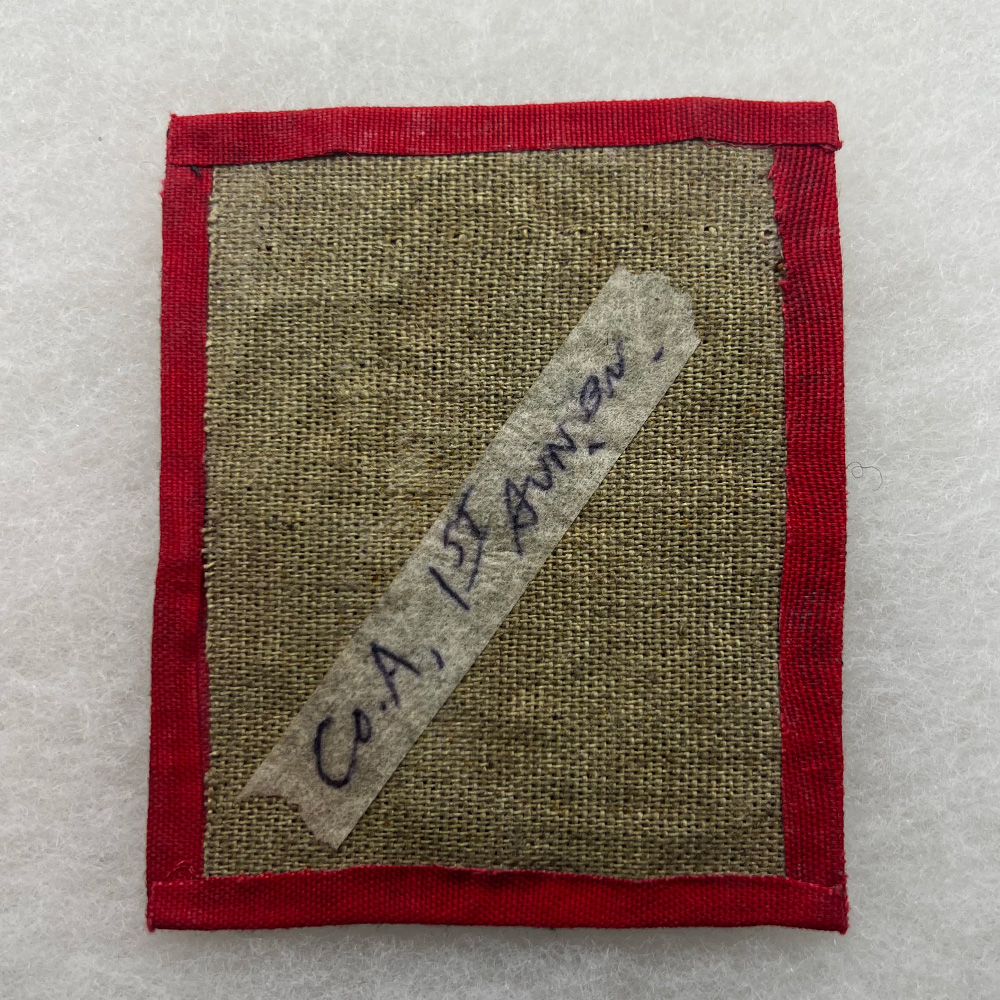 Co. A, 1ST AVN. BN.